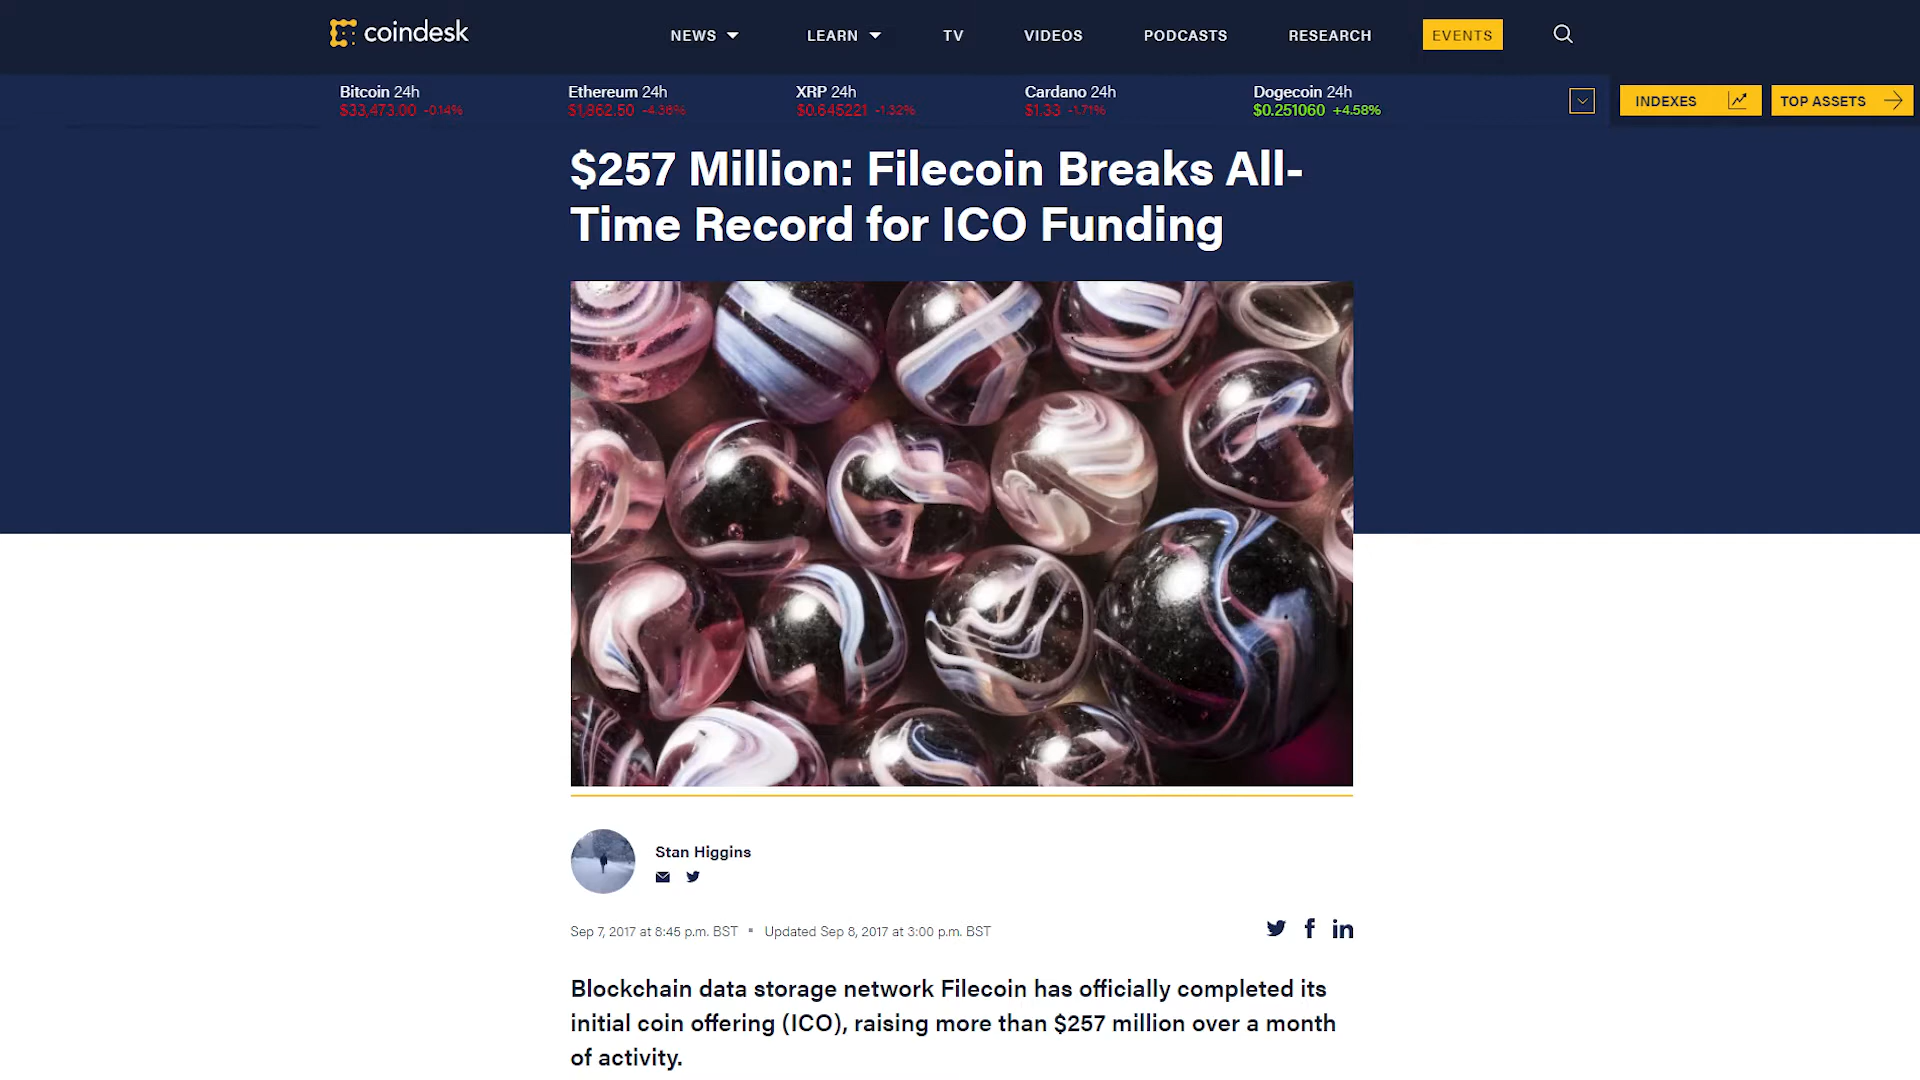 coindesk
NEWS LEARN TV VIDEOS PODCASTS RESEARCH EVENTS
Bitcoin 24h Ethereum 24h XRP 24h Cardano 24h Dogecoin 24h
$33,473.00 -0.14% $1,862.50 -4.36% $0.645221 -1.32% $1.33 -1.71% $0.251060 +4.58%
INDEXES TOP ASSETS
$257 Million: Filecoin Breaks All-
Time Record for ICO Funding
Stan Higgins
Sep 7, 2017 at 8:45 p.m. BST ▪ Updated Sep 8, 2017 at 3:00 p.m. BST
Blockchain data storage network Filecoin has officially completed its
initial coin offering (ICO), raising more than $257 million over a month
of activity.